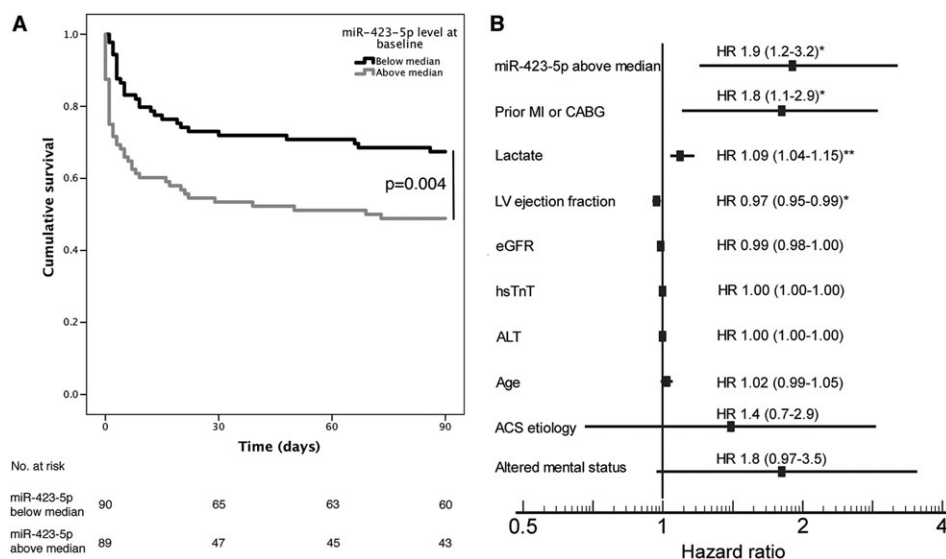 A
miR-423-5p level at
baseline
Below median
Above median
1.0
0.8
0.6
0.4
0.2
0.0
Cumulative survival
p=0.004
0
30
60
90
Time (days)
No. at risk
miR-423-5p
below median
90
65
63
60
miR-423-5p
above median
89
47
45
43
B
miR-423-5p above median
HR 1.9 (1.2-3.2)*
Prior MI or CABG
HR 1.8 (1.1-2.9)*
Lactate
HR 1.09 (1.04-1.15)**
LV ejection fraction
HR 0.97 (0.95-0.99)*
eGFR
HR 0.99 (0.98-1.00)
hsTnT
HR 1.00 (1.00-1.00)
ALT
HR 1.00 (1.00-1.00)
Age
HR 1.02 (0.99-1.05)
ACS etiology
HR 1.4 (0.7-2.9)
Altered mental status
HR 1.8 (0.97-3.5)
0.5
1
2
4
Hazard ratio